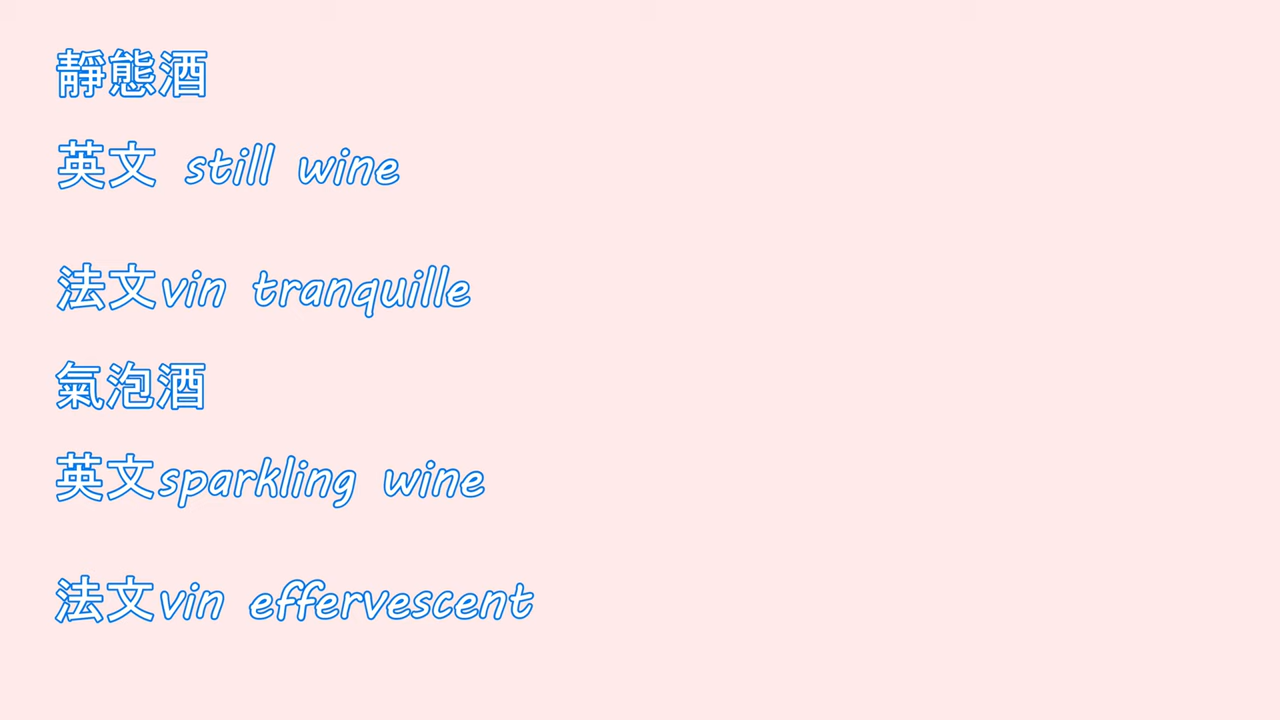 靜態酒
英文 still wine
法文vin tranquille
氣泡酒
英文sparkling wine
法文vin effervescent